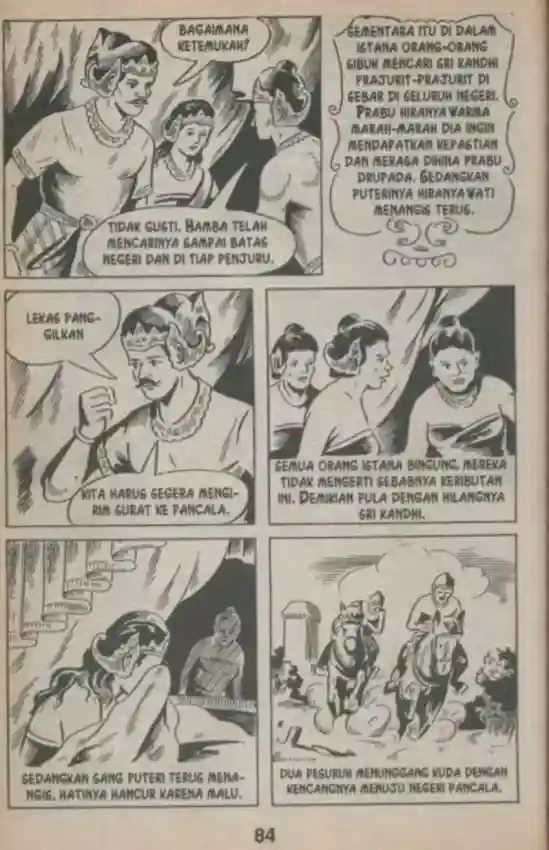 BAGAIMANA
KETEMUKAH?
TIDAK GUSTI. HAMBA TELAH
MENCARINYA SAMPAI BATAS
NEGERI DAN DI TIAP PENJURU.
SEMENTARA ITU DI DALAM
ISTANA ORANG-ORANG
SIBUK MENCARI SRI KANDHI
PRAJURIT-PRAJURIT DI
SEBAR DI SELURUH NEGERI.
PRABU HIRANYAWARMA
MARAH-MARAH DIA INGIN
MENDAPATKAN KEPASTIAN
DAN MERASA DIHINA PRABU
DRUPADA. SEDANGKAN
PUTERINYA HIRANYAWATI
MENANGIS TERUS.
LEKAS PANG-
GILKAN
KITA HARUS SEGERA MENGI-
RIM SURAT KE PANCALA.
SEMUA ORANG ISTANA BINGUNG. MEREKA
TIDAK MENGERTI SEBABNYA KERIBUTAN
INI. DEMIKIAN PULA DENGAN HILANGNYA
SRI KANDHI.
SEDANGKAN SANG PUTERI TERUS MENA-
NGIS. HATINYA HANCUR KARENA MALU.
DUA PESURUH MENUNGGANG KUDA DENGAN
KENCANGNYA MENUJU NEGERI PANCALA.
84